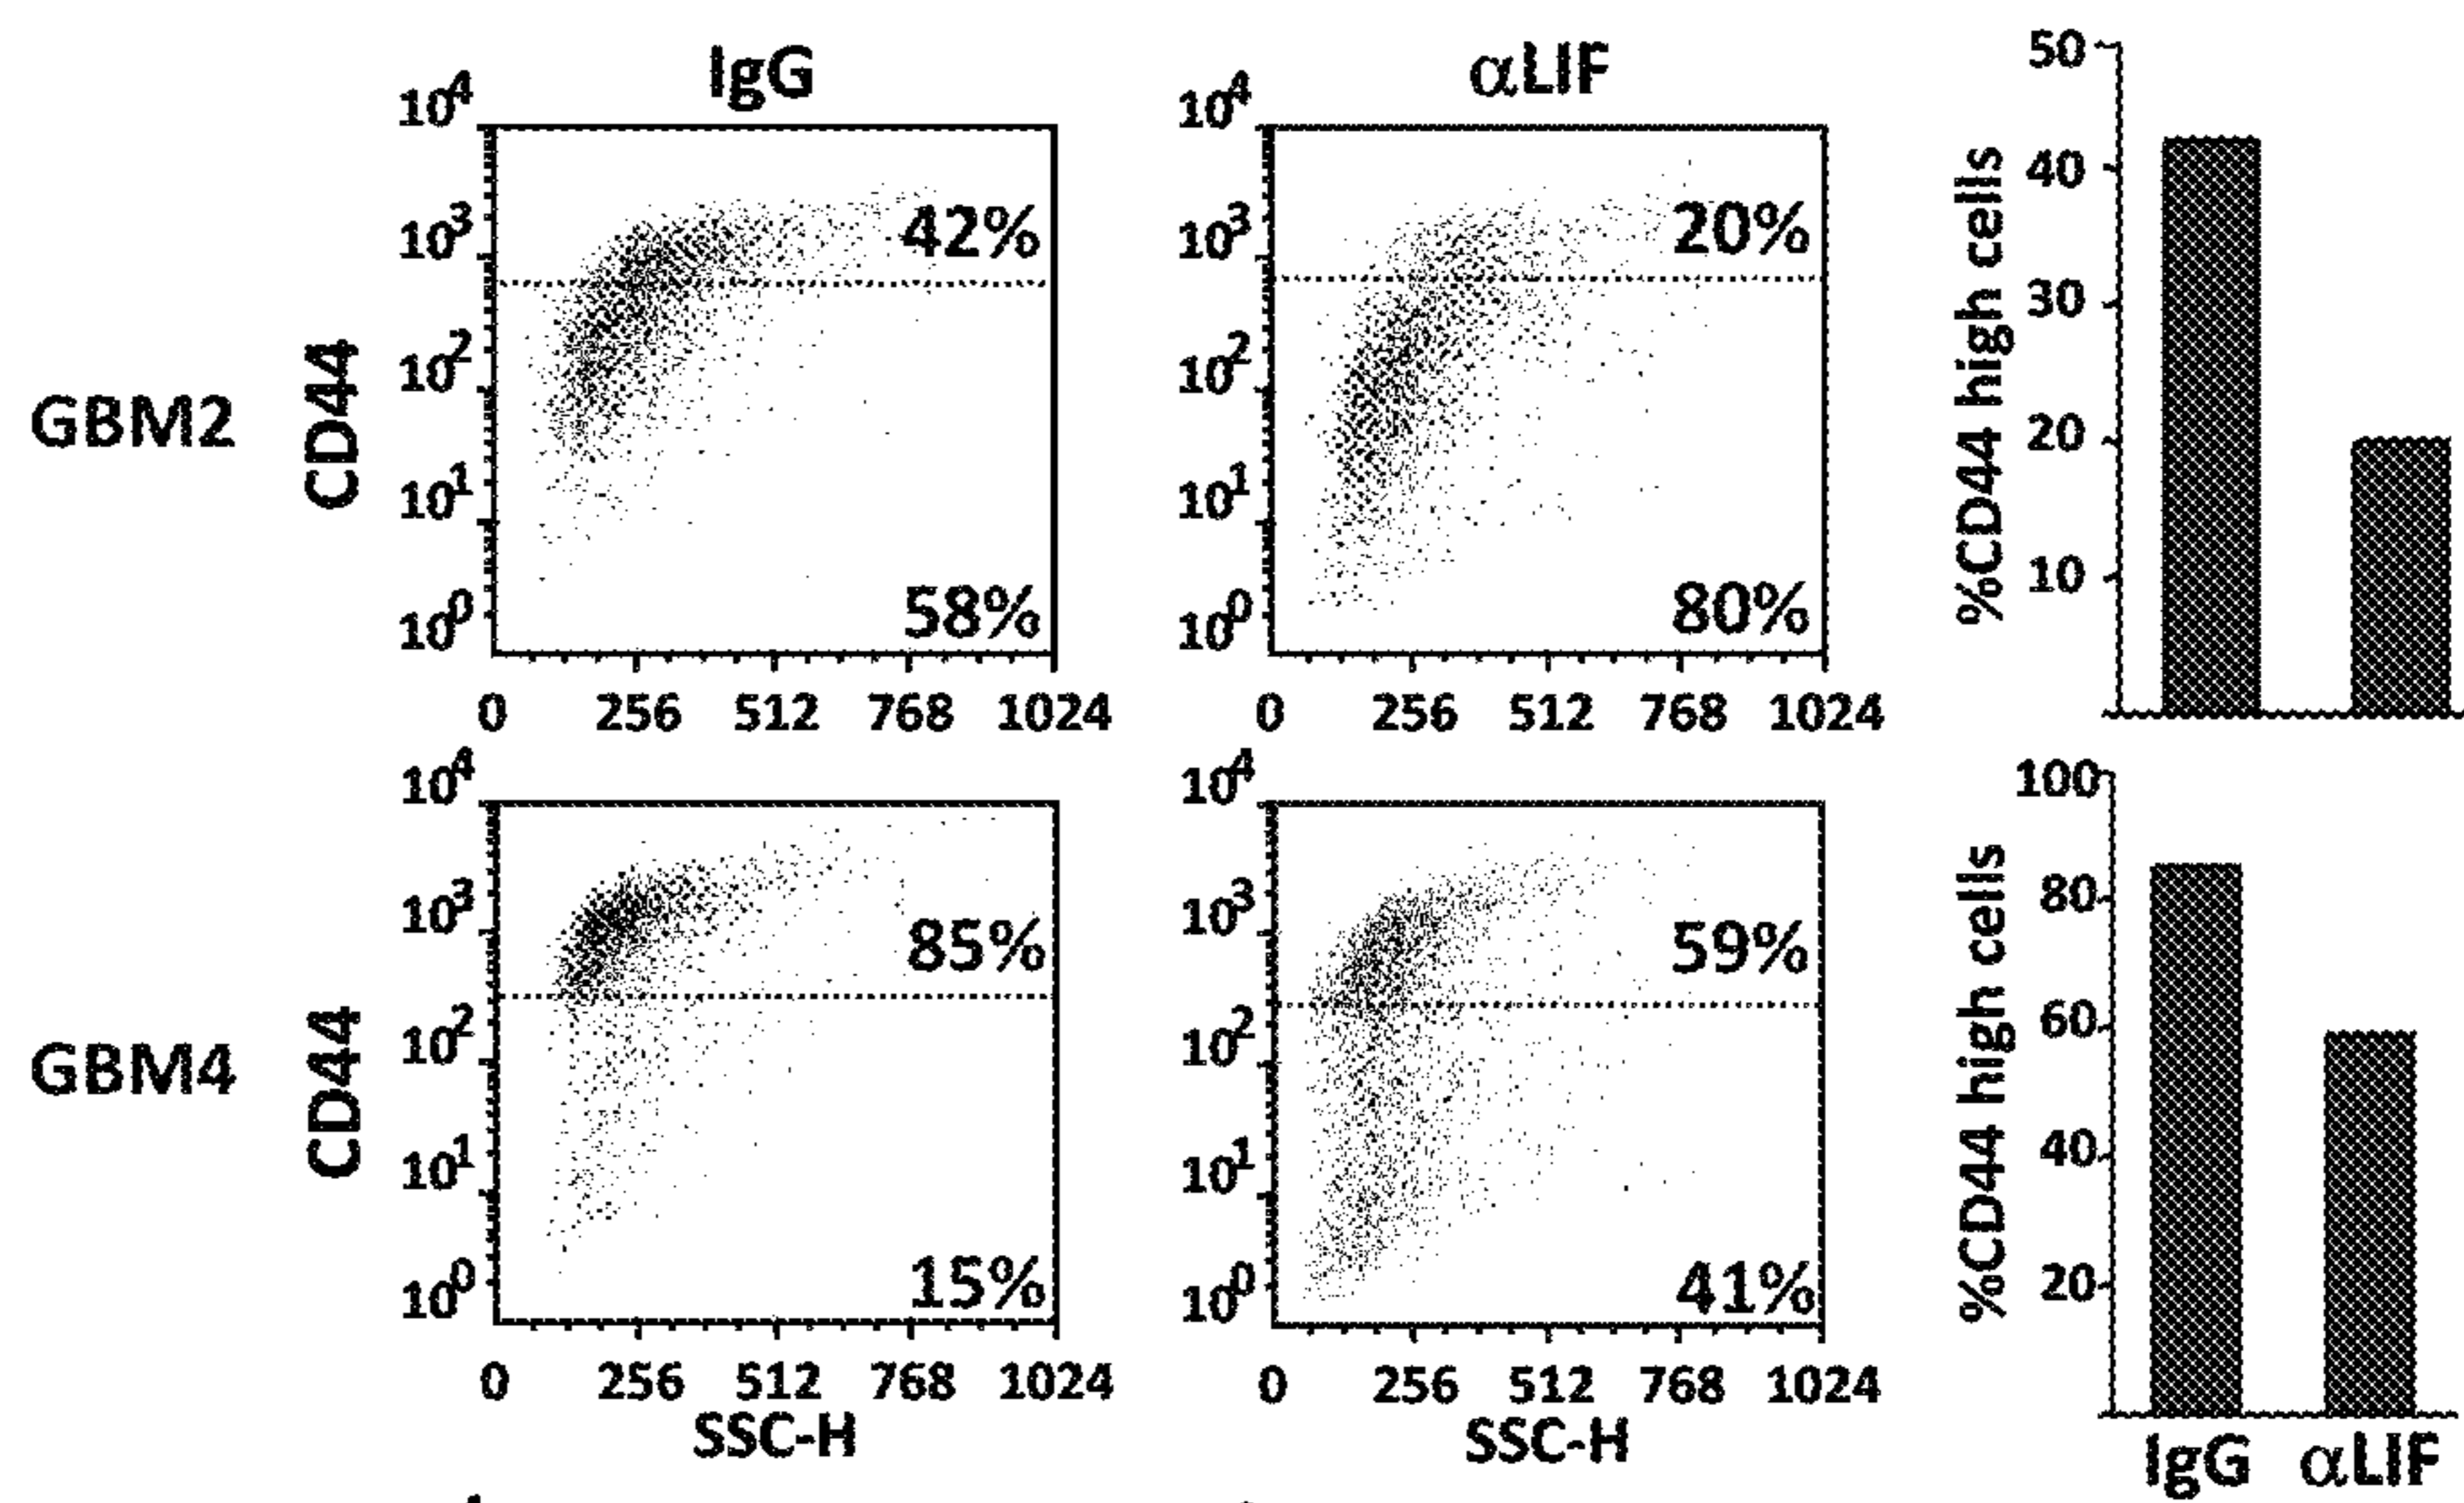 IgG
αLIF
GBM2
CD44
10⁴
10³
10²
10¹
10⁰
42%
58%
0 256 512 768 1024
10⁴
10³
10²
10¹
10⁰
20%
80%
0 256 512 768 1024
%CD44 high cells
50
40
30
20
10
GBM4
CD44
10⁴
10³
10²
10¹
10⁰
85%
15%
0 256 512 768 1024
SSC-H
10⁴
10³
10²
10¹
10⁰
59%
41%
0 256 512 768 1024
SSC-H
%CD44 high cells
100
80
60
40
20
IgG αLIF